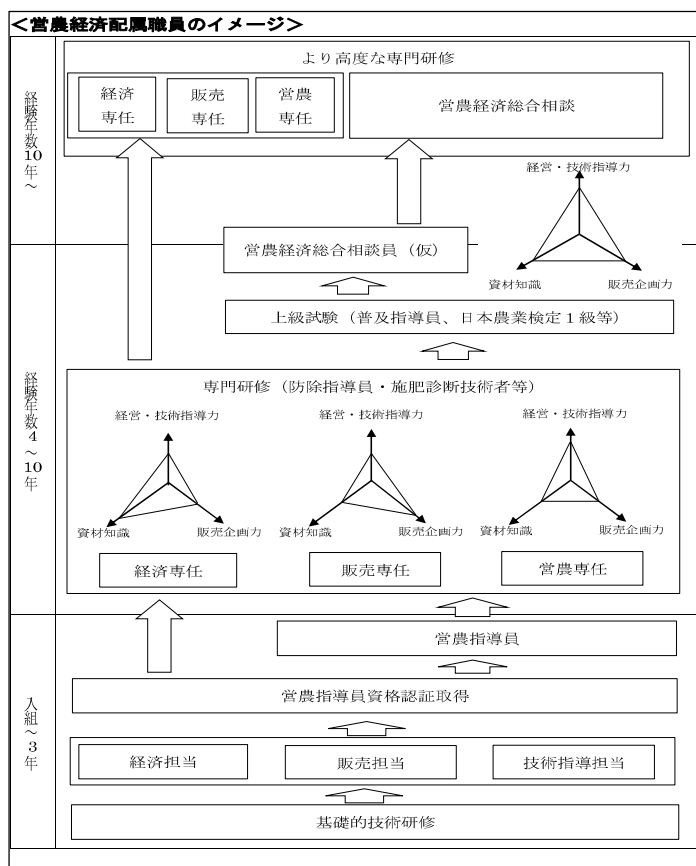 ＜営農経済配属職員のイメージ＞
経験年数10年～
より高度な専門研修
経済
専任
販売
専任
営農
専任
営農経済総合相談
経営・技術指導力
資材知識
販売企画力
営農経済総合相談員（仮）
経験年数4～10年
上級試験（普及指導員、日本農業検定１級等）
専門研修（防除指導員・施肥診断技術者等）
経営・技術指導力
資材知識
販売企画力
経済専任
経営・技術指導力
資材知識
販売企画力
販売専任
経営・技術指導力
資材知識
販売企画力
営農専任
入組～3年
営農指導員
営農指導員資格認証取得
経済担当
販売担当
技術指導担当
基礎的技術研修